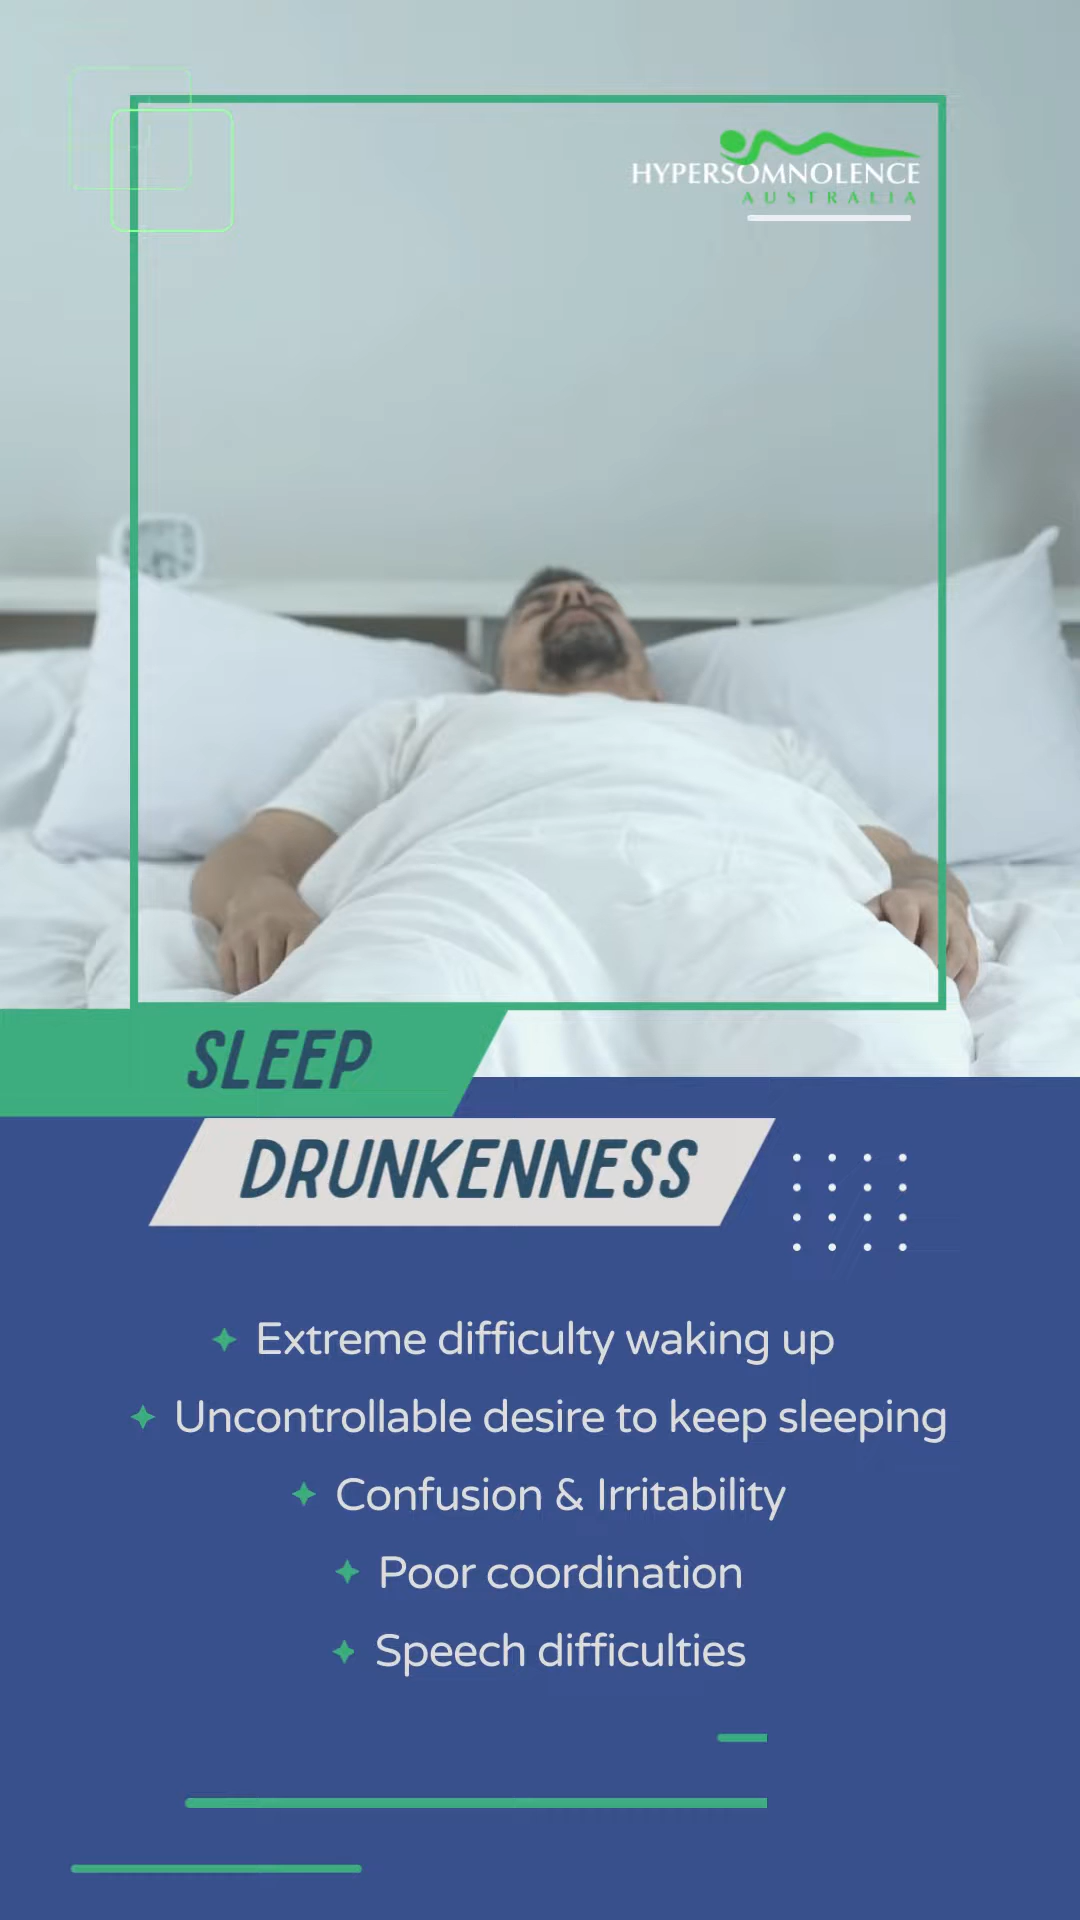 HYPERSOMNOLENCE
AUSTRALIA
SLEEP
DRUNKENNESS
Extreme difficulty waking up
Uncontrollable desire to keep sleeping
Confusion & Irritability
Poor coordination
Speech difficulties